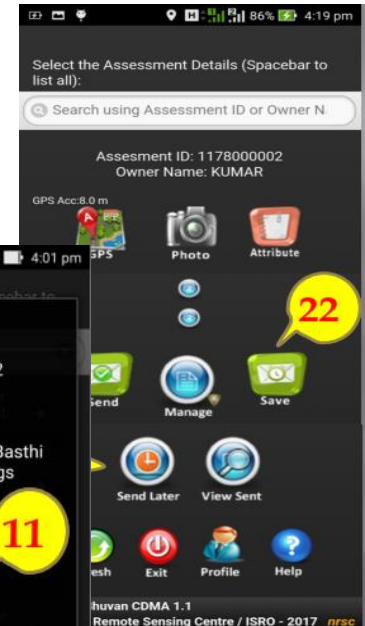 86% 4:19 pm
Select the Assessment Details (Spacebar to
list all):
Search using Assessment ID or Owner N
Assesment ID: 1178000002
Owner Name: KUMAR
GPS Acc:8.0 m
GPS
Photo
Attribute
4:01 pm
22
2
Send
Manage
Save
Basthi
gs
11
Send Later
View Sent
esh
Exit
Profile
Help
huvan CDMA 1.1
Remote Sensing Centre / ISRO - 2017 nrsc